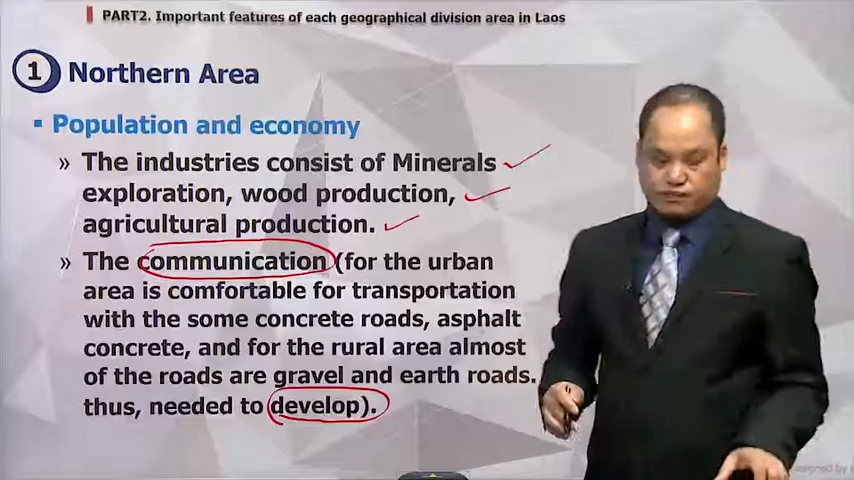 PART2. Important features of each geographical division area in Laos
1 Northern Area
▪ Population and economy
» The industries consist of Minerals
exploration, wood production,
agricultural production.
» The communication (for the urban
area is comfortable for transportation
with the some concrete roads, asphalt
concrete, and for the rural area almost
of the roads are gravel and earth roads.
thus, needed to develop).
esigned by